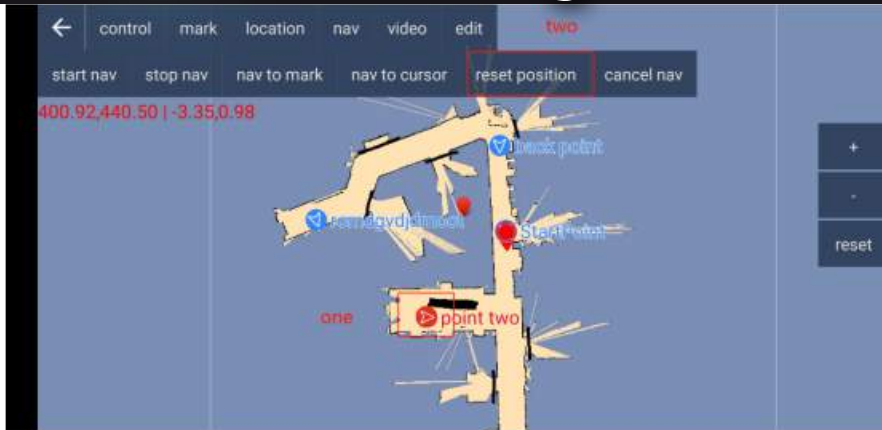 control mark location nav video edit two
start nav stop nav nav to mark nav to cursor reset position cancel nav
400.92,440.50 | -3.35,0.98
+
back point
-
StartPoint
reset
one
point two